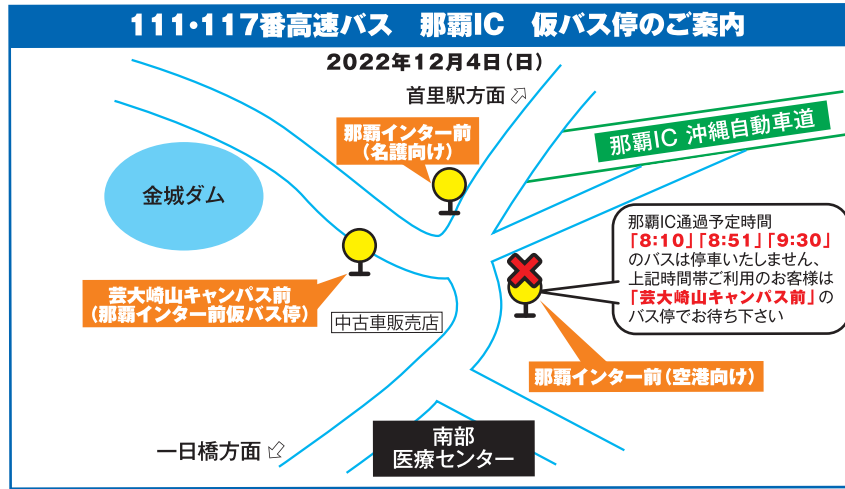 111・117番高速バス　那覇IC　仮バス停のご案内
2022年12月4日(日)
首里駅方面
那覇インター前
(名護向け)
那覇IC 沖縄自動車道
金城ダム
那覇IC通過予定時間
「8:10」「8:51」「9:30」
のバスは停車いたしません、
上記時間帯ご利用のお客様は
「芸大崎山キャンパス前」の
バス停でお待ち下さい
芸大崎山キャンパス前
(那覇インター前仮バス停)
中古車販売店
那覇インター前(空港向け)
一日橋方面
南部
医療センター